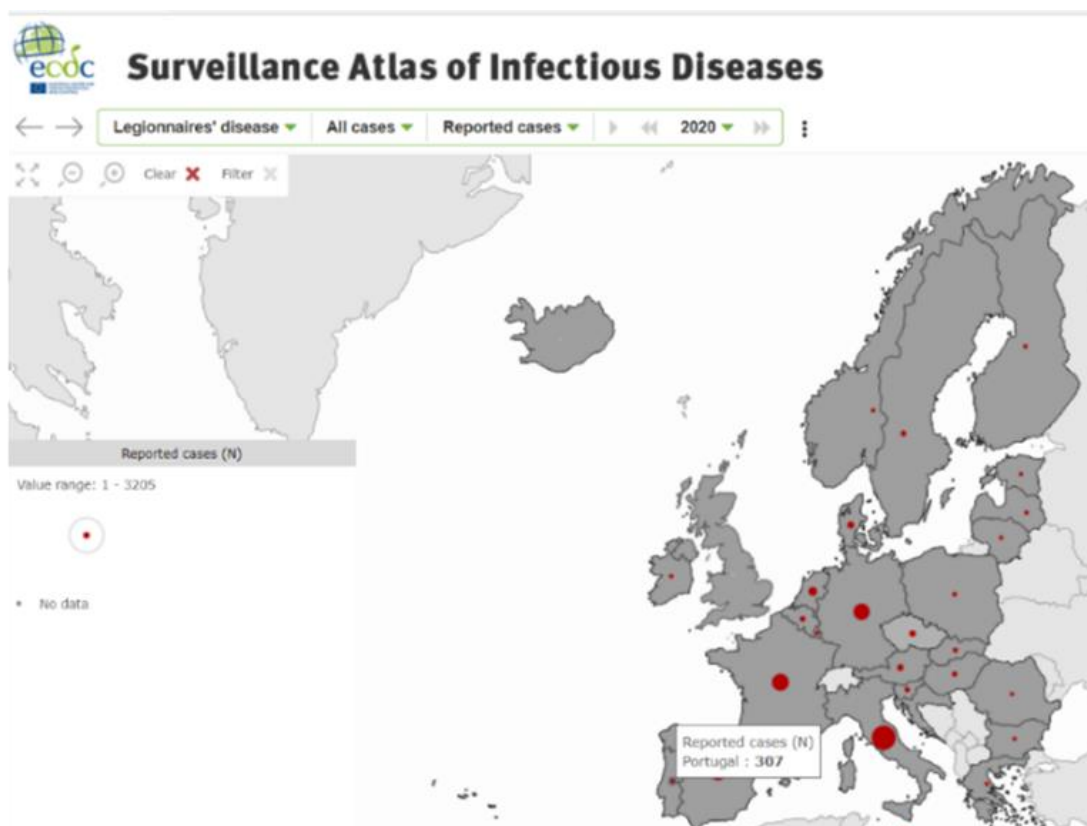 ecdc
Surveillance Atlas of Infectious Diseases
Legionnaires' disease
All cases
Reported cases
2020
Clear
Filter
Reported cases (N)
Value range: 1 - 3205
No data
Reported cases (N)
Portugal : 307